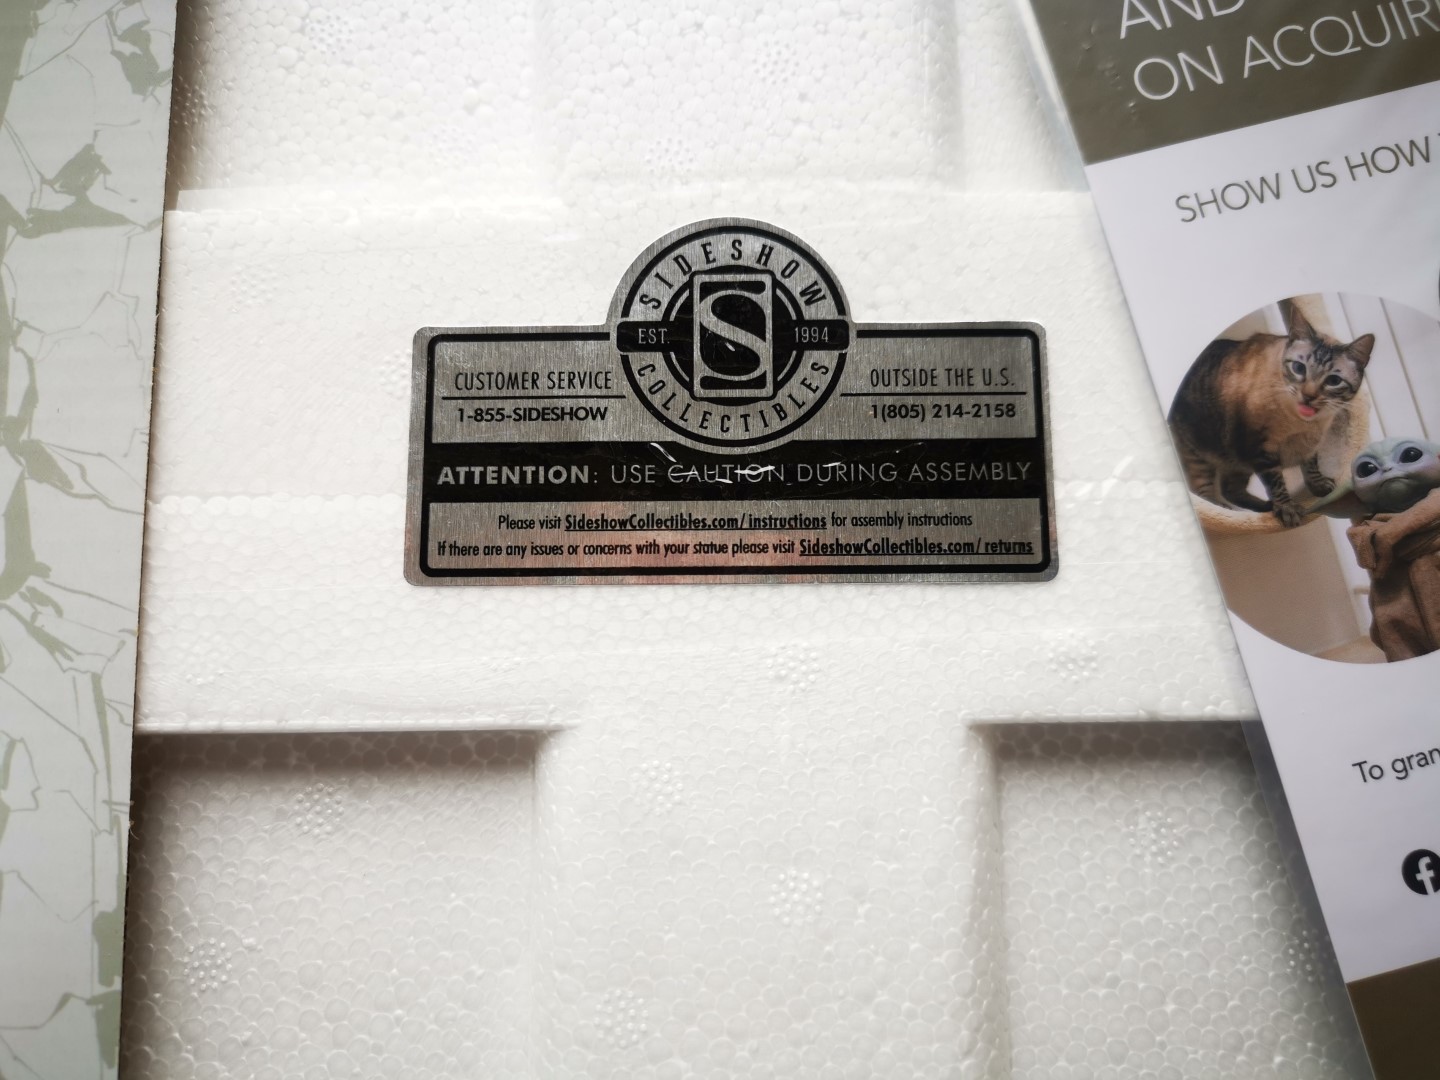 SIDESHOW
EST. S 1994
COLLECTIBLES
CUSTOMER SERVICE
1-855-SIDESHOW
OUTSIDE THE U.S.
1(805) 214-2158
ATTENTION: USE CAUTION DURING ASSEMBLY
Please visit SideshowCollectibles.com/instructions for assembly instructions
If there are any issues or concerns with your statue please visit SideshowCollectibles.com/returns
AND
ON ACQUIR
SHOW US HOW
To gran
f